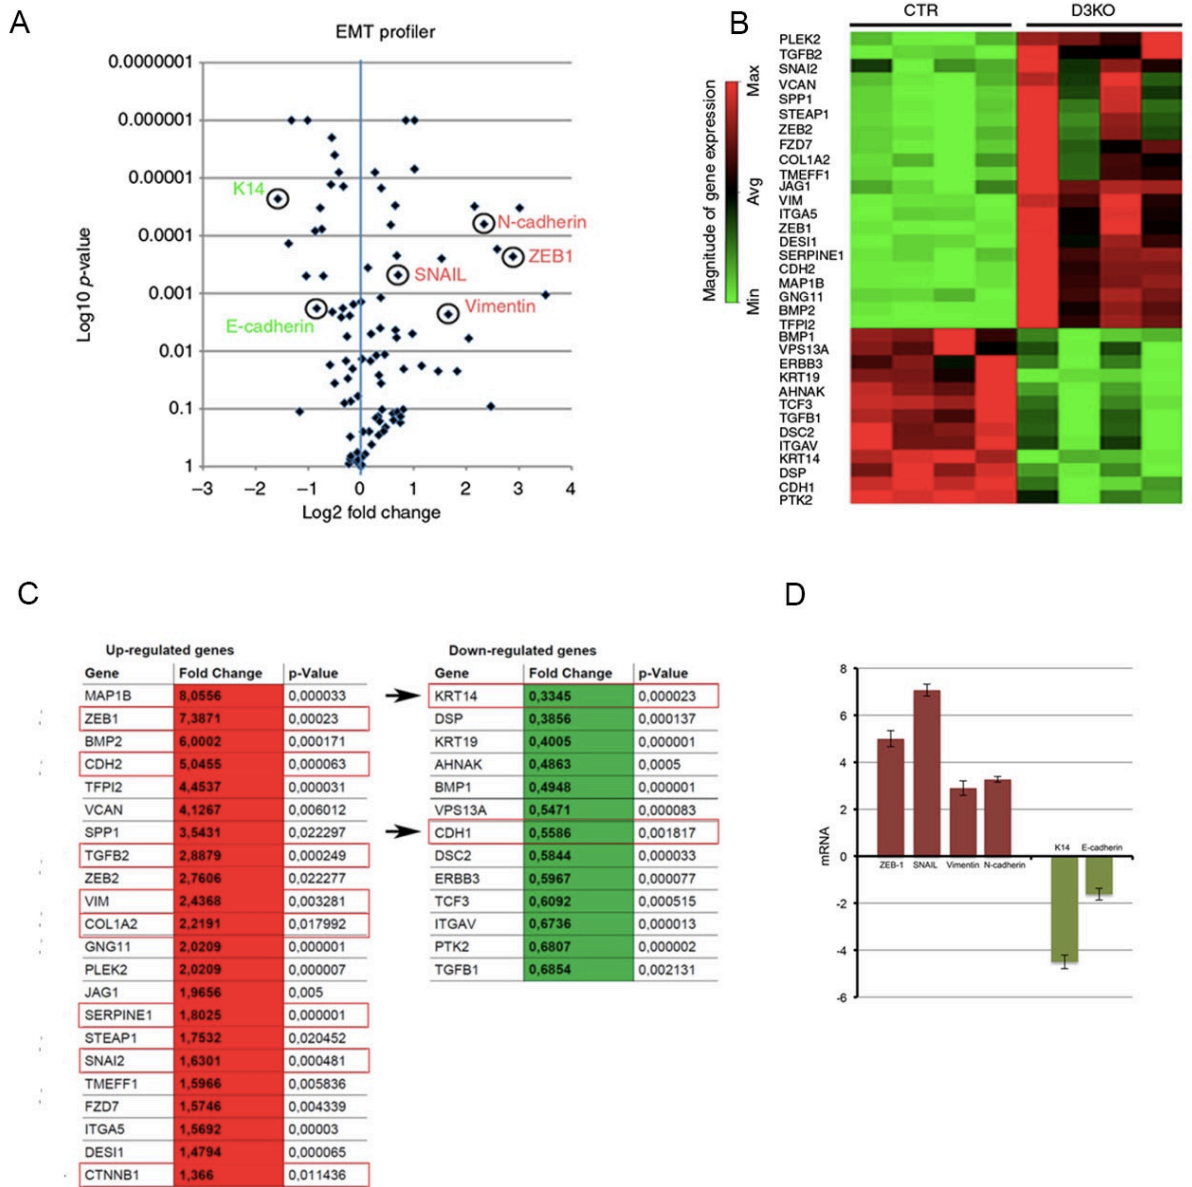 A
EMT profiler
0.0000001
0.000001
0.00001
0.0001
0.001
0.01
0.1
1
Log10 p-value
K14
N-cadherin
ZEB1
SNAIL
Vimentin
E-cadherin
−3 −2 −1 0 1 2 3 4
Log2 fold change
B
CTR D3KO
Magnitude of gene expression
Max
Avg
Min
PLEK2
TGFB2
SNAI2
VCAN
SPP1
STEAP1
ZEB2
FZD7
COL1A2
TMEFF1
JAG1
VIM
ITGA5
ZEB1
DESI1
SERPINE1
CDH2
MAP1B
GNG11
BMP2
TFPI2
BMP1
VPS13A
ERBB3
KRT19
AHNAK
TCF3
TGFB1
DSC2
ITGAV
KRT14
DSP
CDH1
PTK2
C
Up-regulated genes
Gene Fold Change p-Value
MAP1B 8,0556 0,000033
ZEB1 7,3871 0,00023
BMP2 6,0002 0,000171
CDH2 5,0455 0,000063
TFPI2 4,4537 0,000031
VCAN 4,1267 0,006012
SPP1 3,5431 0,022297
TGFB2 2,8879 0,000249
ZEB2 2,7606 0,022277
VIM 2,4368 0,003281
COL1A2 2,2191 0,017992
GNG11 2,0209 0,000001
PLEK2 2,0209 0,000007
JAG1 1,9656 0,005
SERPINE1 1,8025 0,000001
STEAP1 1,7532 0,020452
SNAI2 1,6301 0,000481
TMEFF1 1,5966 0,005836
FZD7 1,5746 0,004339
ITGA5 1,5692 0,00003
DESI1 1,4794 0,000065
CTNNB1 1,366 0,011436
Down-regulated genes
Gene Fold Change p-Value
KRT14 0,3345 0,000023
DSP 0,3856 0,000137
KRT19 0,4005 0,000001
AHNAK 0,4863 0,0005
BMP1 0,4948 0,000001
VPS13A 0,5471 0,000083
CDH1 0,5586 0,001817
DSC2 0,5844 0,000033
ERBB3 0,5967 0,000077
TCF3 0,6092 0,000515
ITGAV 0,6736 0,000013
PTK2 0,6807 0,000002
TGFB1 0,6854 0,002131
D
mRNA
8
6
4
2
0
-2
-4
-6
K14 E-cadherin
ZEB-1 SNAIL Vimentin N-cadherin